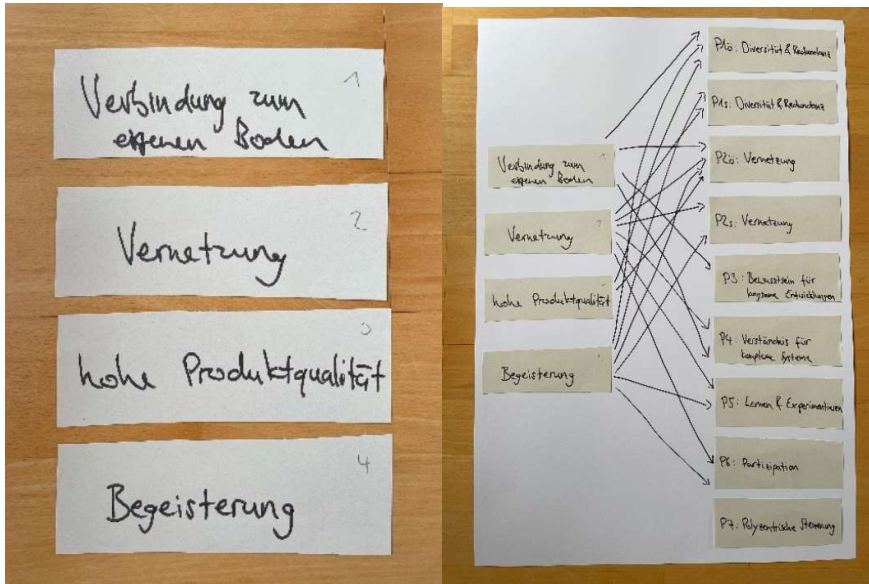 1
Verbindung zum
eigenen Boden
2
Vernetzung
3
hohe Produktqualität
4
Begeisterung
Verbindung zum
eigenen Boden
Vernetzung
hohe Produktqualität
Begeisterung
P1ö: Diversität & Redundanz
P1s: Diversität & Redundanz
P2ö: Vernetzung
P2s: Vernetzung
P3: Bewusstsein für
langsame Entwicklungen
P4: Verständnis für
komplexe Systeme
P5: Lernen & Experimentieren
P6: Partizipation
P7: Polyzentrische Steuerung